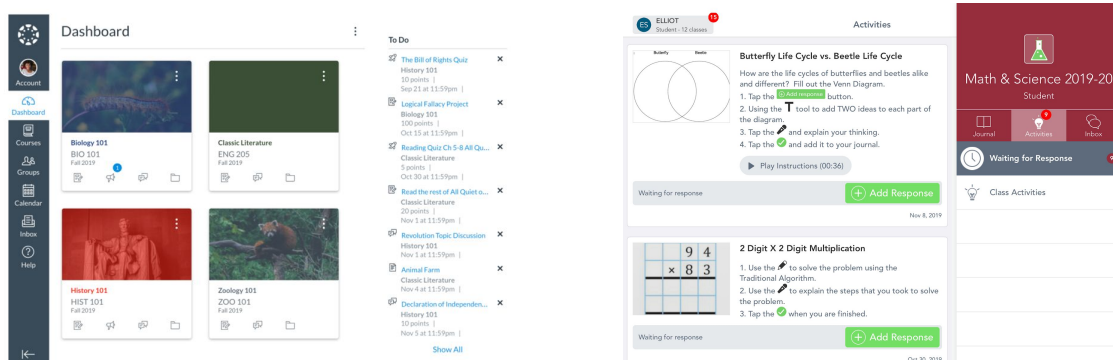 Account
Dashboard
Courses
Groups
Calendar
Inbox
Help
Dashboard
Biology 101
BIO 101
Fall 2019
1
Classic Literature
ENG 205
Fall 2019
History 101
HIST 101
Fall 2019
Zoology 101
ZOO 101
Fall 2019
To Do
The Bill of Rights Quiz
History 101
10 points |
Sep 21 at 11:59pm |
Logical Fallacy Project
Biology 101
100 points |
Oct 15 at 11:59pm |
Reading Quiz Ch 5-8 All Qu...
Classic Literature
5 points |
Oct 30 at 11:59pm |
Read the rest of All Quiet o...
Classic Literature
20 points |
Nov 1 at 11:59pm |
Revolution Topic Discussion
History 101
Nov 1 at 11:59pm |
Animal Farm
Classic Literature
Nov 4 at 11:59pm |
Declaration of Independen...
History 101
10 points |
Nov 5 at 11:59pm |
Show All
ES
ELLIOT
Student - 12 classes
15
Activities
Butterfly Beetle
Butterfly Life Cycle vs. Beetle Life Cycle
How are the life cycles of butterflies and beetles alike
and different? Fill out the Venn Diagram.
1. Tap the Add response button.
2. Using the T tool to add TWO ideas to each part of
the diagram.
3. Tap the and explain your thinking.
4. Tap the and add it to your journal.
Play Instructions (00:36)
Waiting for response
Add Response
Nov 8, 2019
9 4
× 8 3
2 Digit X 2 Digit Multiplication
1. Use the to solve the problem using the
Traditional Algorithm.
2. Use the to explain the steps that you took to solve
the problem.
3. Tap the when you are finished.
Waiting for response
Add Response
Oct 30, 2019
Math & Science 2019-20
Student
Journal
Activities
9
Inbox
Waiting for Response
9
Class Activities